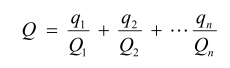 Q = q₁/Q₁ + q₂/Q₂ + ⋯ qₙ/Qₙ